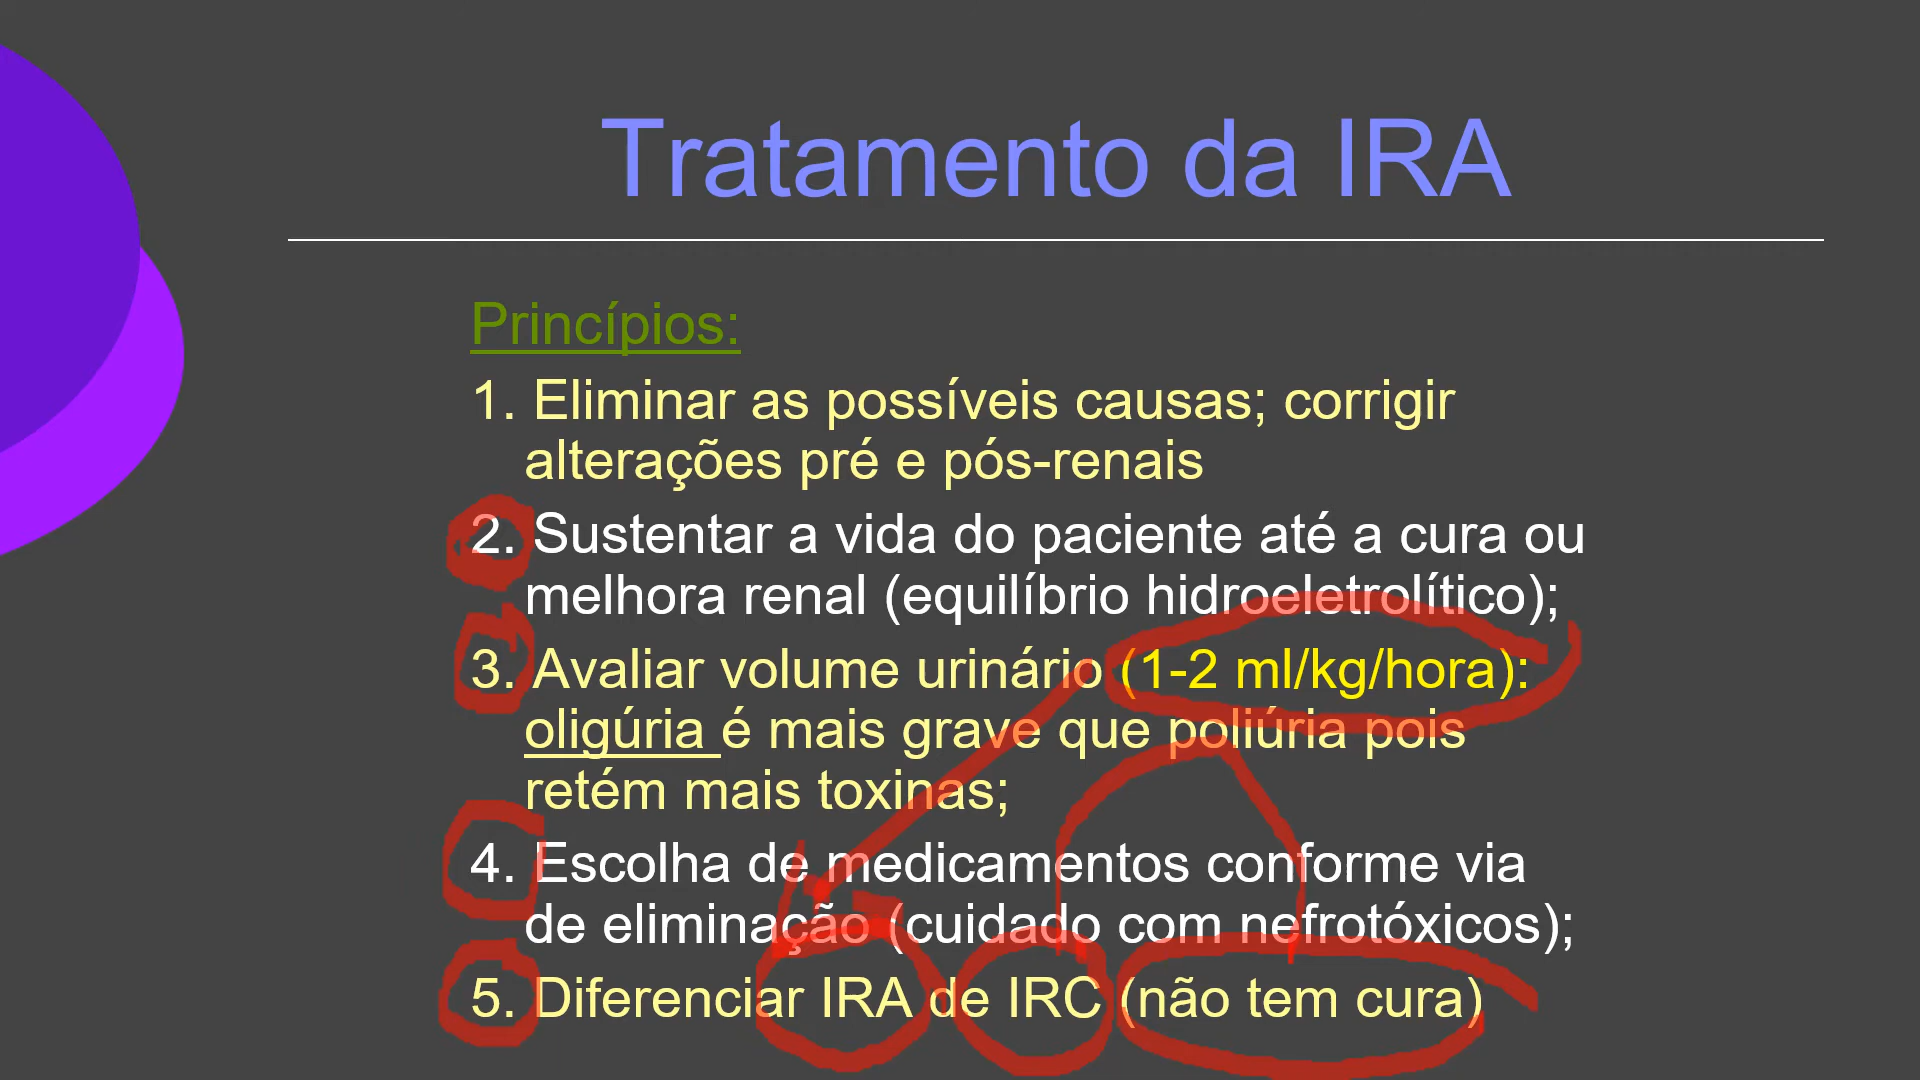 Tratamento da IRA
Princípios:
1. Eliminar as possíveis causas; corrigir
alterações pré e pós-renais
2. Sustentar a vida do paciente até a cura ou
melhora renal (equilíbrio hidroeletrolítico);
3. Avaliar volume urinário (1-2 ml/kg/hora):
oligúria é mais grave que poliúria pois
retém mais toxinas;
4. Escolha de medicamentos conforme via
de eliminação (cuidado com nefrotóxicos);
5. Diferenciar IRA de IRC (não tem cura)